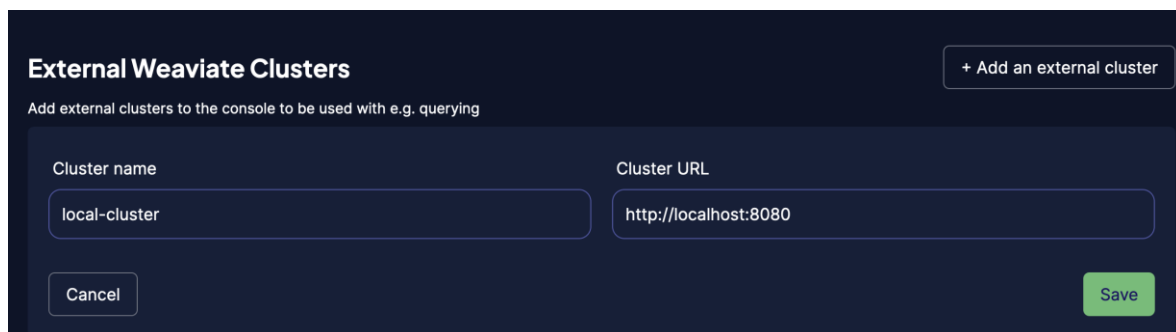 External Weaviate Clusters
+ Add an external cluster
Add external clusters to the console to be used with e.g. querying
Cluster name
Cluster URL
local-cluster
http://localhost:8080
Cancel
Save